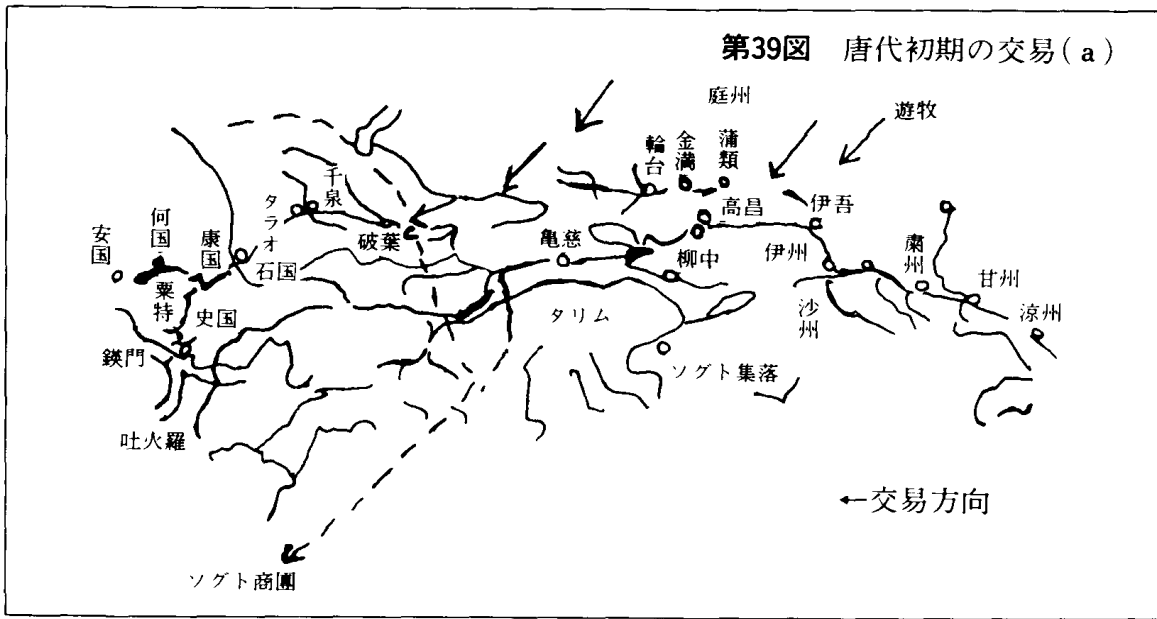 第39図 唐代初期の交易(a)
庭州
遊牧
輪台
金満
蒲類
千泉
タラオ
高昌
伊吾
何国
康国
安国
石国
破葉
亀慈
柳中
伊州
粛州
甘州
粟特
史国
タリム
沙州
涼州
鍈門
ソグト集落
吐火羅
←交易方向
ソグト商團